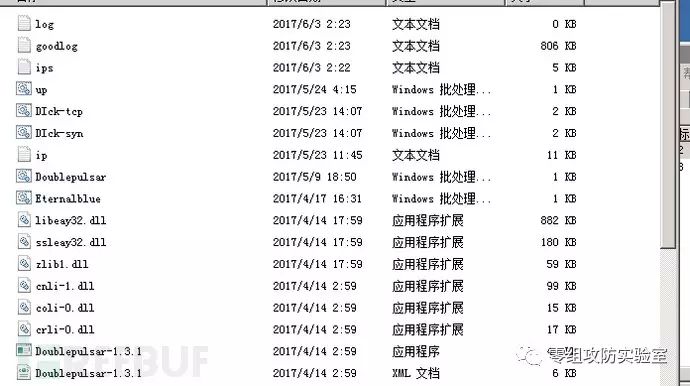 log 2017/6/3 2:23 文本文档 0 KB
goodlog 2017/6/3 2:23 文本文档 806 KB
ips 2017/6/3 2:22 文本文档 5 KB
up 2017/5/24 4:15 Windows 批处理... 1 KB
DIck-tcp 2017/5/23 14:07 Windows 批处理... 2 KB
DIck-syn 2017/5/23 14:07 Windows 批处理... 2 KB
ip 2017/5/23 11:45 文本文档 11 KB
Doublepulsar 2017/5/9 18:50 Windows 批处理... 1 KB
Eternalblue 2017/4/17 16:31 Windows 批处理... 1 KB
libeay32.dll 2017/4/14 17:59 应用程序扩展 882 KB
ssleay32.dll 2017/4/14 17:59 应用程序扩展 180 KB
zlib1.dll 2017/4/14 17:59 应用程序扩展 59 KB
cnli-1.dll 2017/4/14 2:59 应用程序扩展 99 KB
coli-0.dll 2017/4/14 2:59 应用程序扩展 15 KB
crli-0.dll 2017/4/14 2:59 应用程序扩展 17 KB
Doublepulsar-1.3.1 2017/4/14 2:59 应用程序
零组攻防实验室
Doublepulsar-1.3.1 2017/4/14 2:59 XML 文档 6 KB